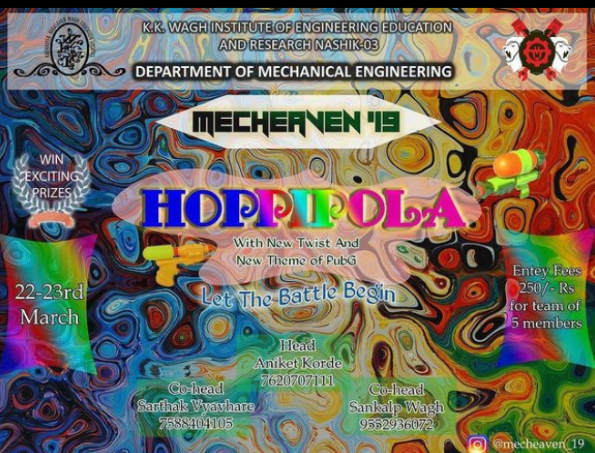 K.K. WAGH INSTITUTE OF ENGINEERING EDUCATION
AND RESEARCH NASHIK-03
DEPARTMENT OF MECHANICAL ENGINEERING
MECHEAVEN '19
WIN
EXCITING
PRIZES
HOPPIPOLA
With New Twist And
New Theme of PubG
Let The Battle Begin
22-23rd
March
Entey Fees
250/- Rs
for team of
5 members
Head
Aniket Korde
7620707111
Co-head
Sarthak Vyavhare
7588404105
Co-head
Sankalp Wagh
9552936072
@mecheaven_19